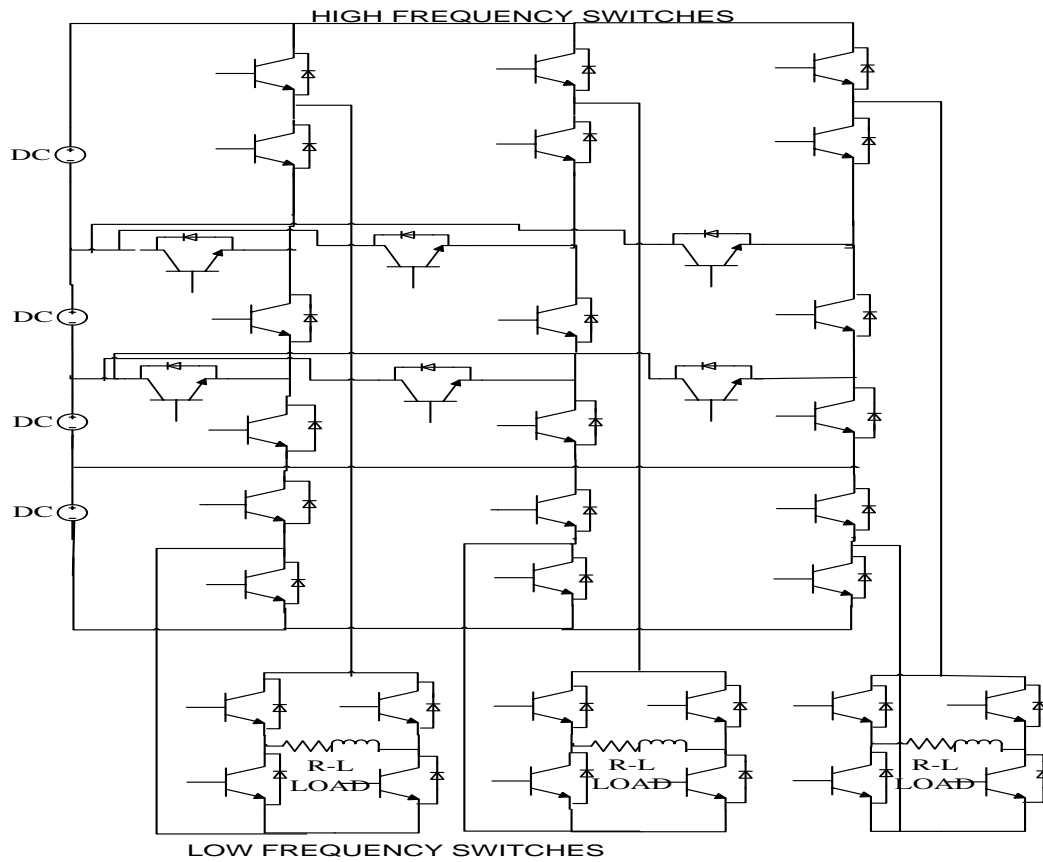 HIGH FREQUENCY SWITCHES
DC
DC
DC
DC
R-L
LOAD
R-L
LOAD
R-L
LOAD
LOW FREQUENCY SWITCHES